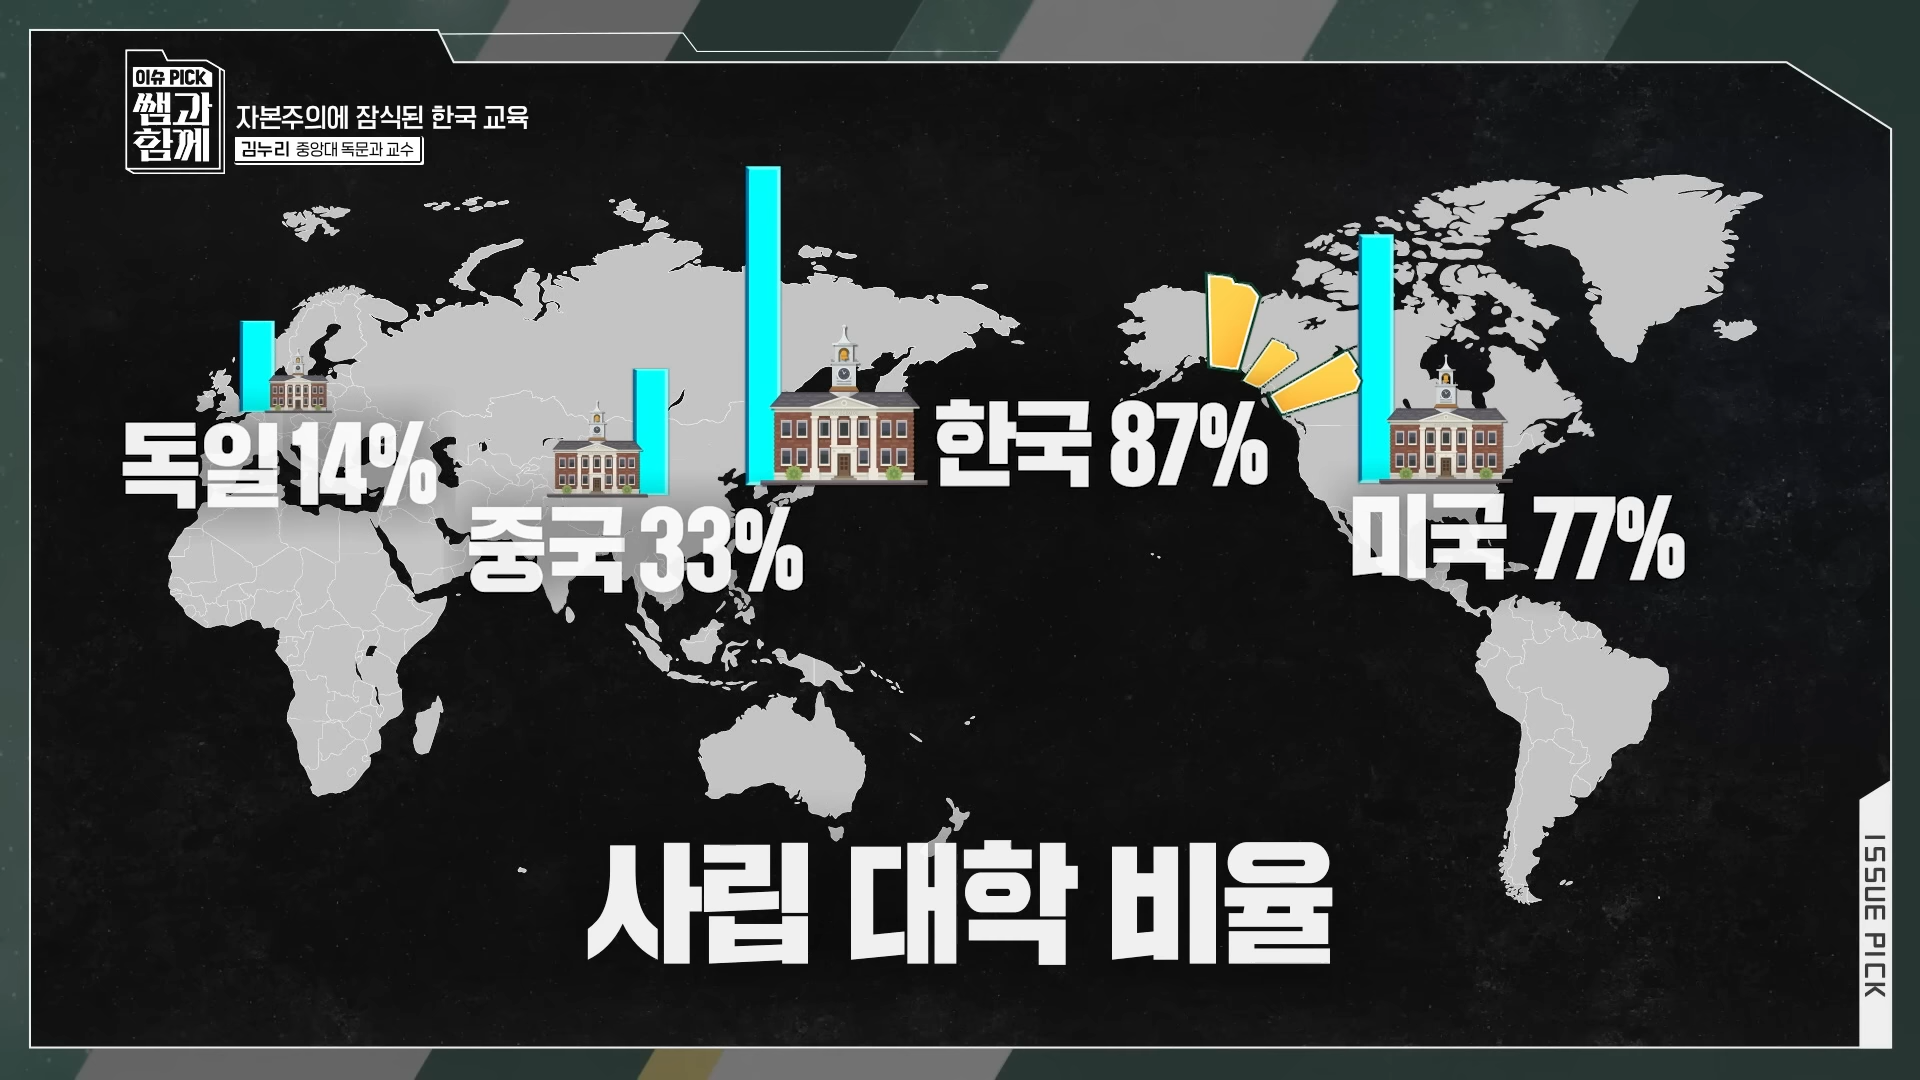 이슈 PICK
쌤과
함께
자본주의에 잠식된 한국 교육
김누리 중앙대 독문과 교수
독일 14%
중국 33%
한국 87%
미국 77%
사립 대학 비율
ISSUE PICK